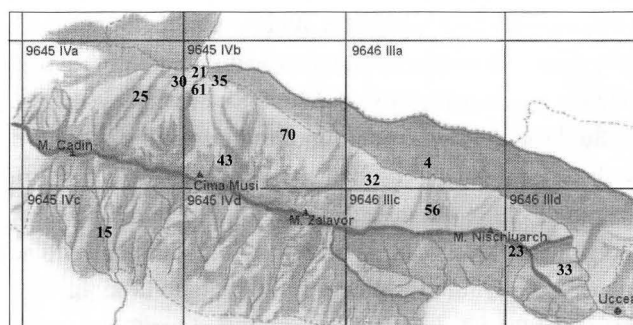 9645 IVa 9645 IVb 9646 IIIa
21
30 35
61
25
70
M. Cadin
43 4
Cima Musi 32
9645 IVc 9645 IVd 9646 IIIc 9646 IIId
M. Zalavor 56
15 M. Nischiuarch
23
33
Uccea